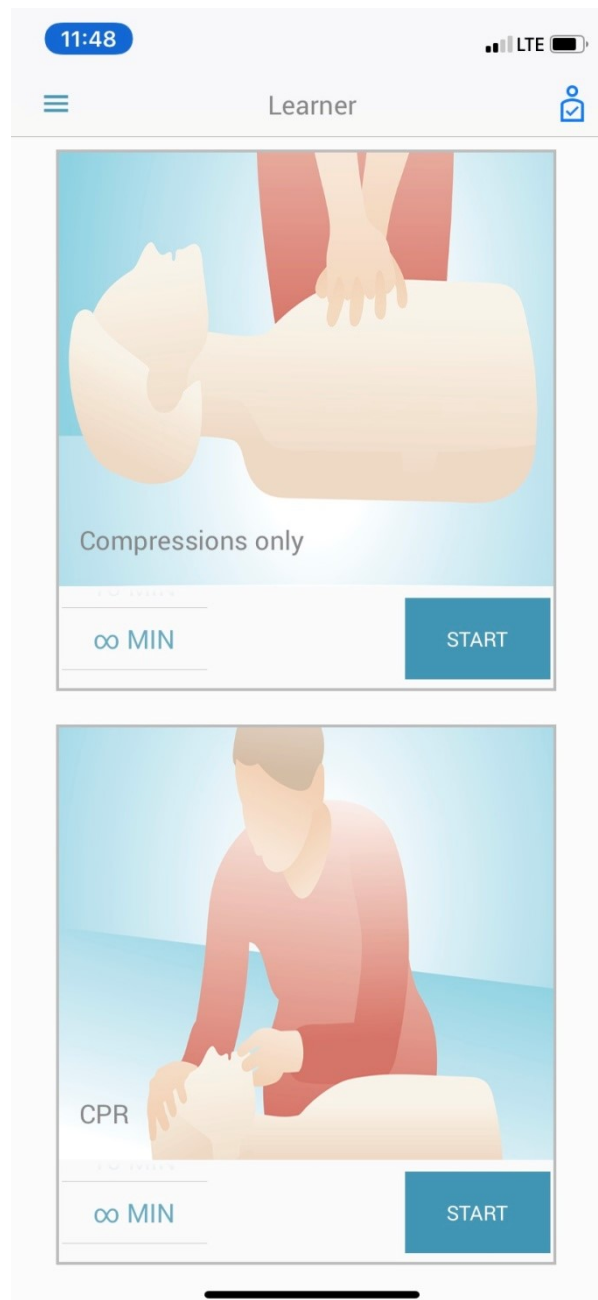 11:48
LTE
Learner
Compressions only
∞ MIN
START
CPR
∞ MIN
START